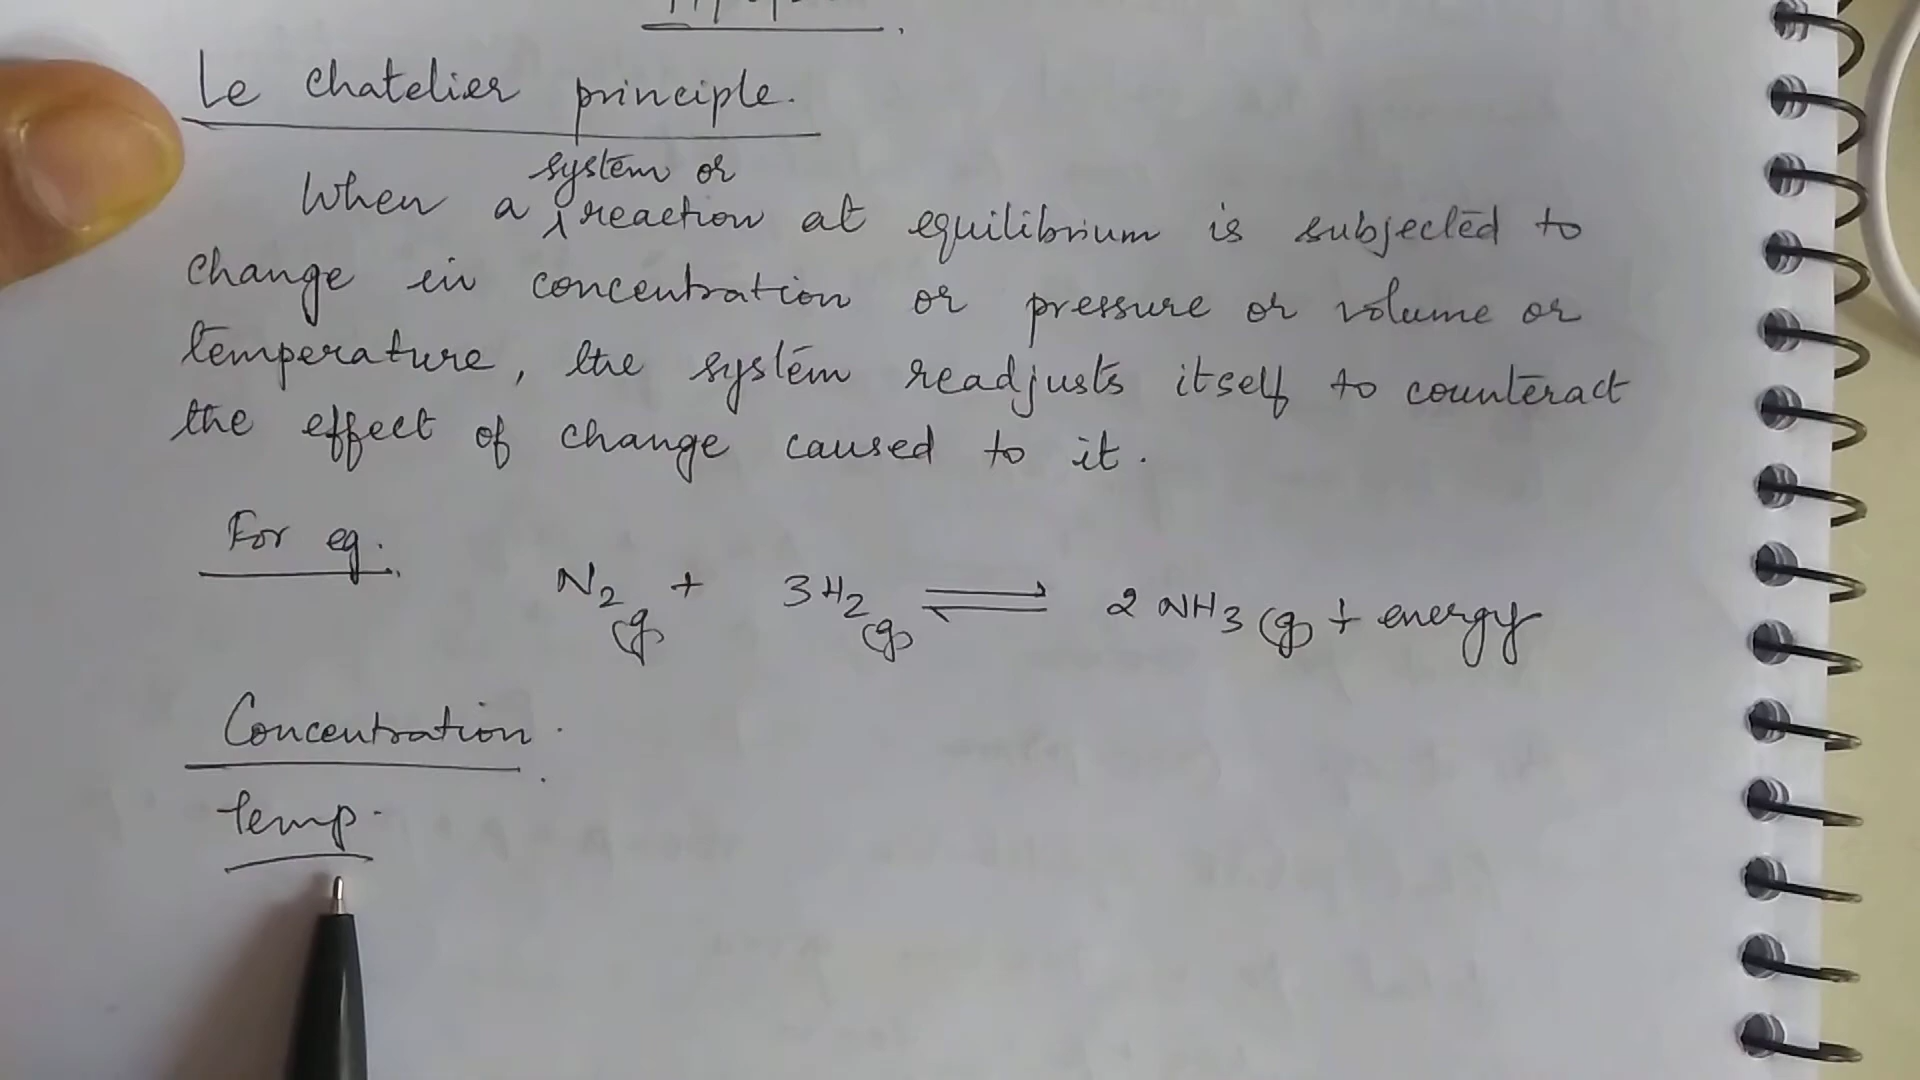 Le chatelier principle.
system or
When a reaction at equilibrium is subjected to
change in concentration or pressure or volume or
temperature, the system readjusts itself to counteract
the effect of change caused to it.
For eg.
N2(g) + 3H2(g) ⇌ 2NH3(g) + energy
Concentration.
temp.